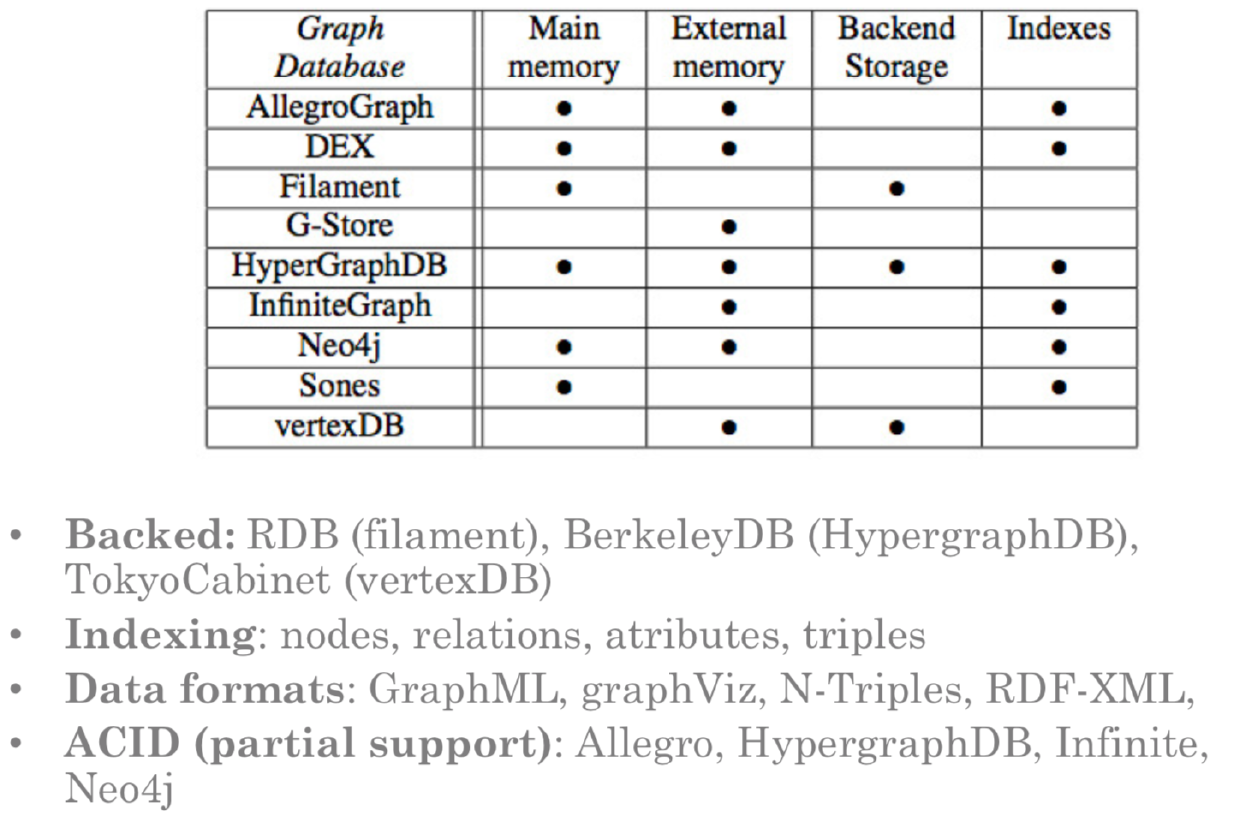 Graph Database Main memory External memory Backend Storage Indexes
AllegroGraph ● ● ●
DEX ● ● ●
Filament ● ●
G-Store ●
HyperGraphDB ● ● ● ●
InfiniteGraph ● ●
Neo4j ● ● ●
Sones ● ●
vertexDB ● ●
• Backed: RDB (filament), BerkeleyDB (HypergraphDB),
TokyoCabinet (vertexDB)
• Indexing: nodes, relations, atributes, triples
• Data formats: GraphML, graphViz, N-Triples, RDF-XML,
• ACID (partial support): Allegro, HypergraphDB, Infinite,
Neo4j